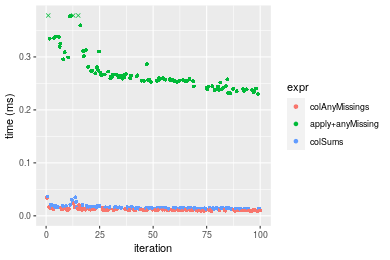 0.3
0.2
0.1
0.0
time (ms)
0
25
50
75
100
iteration
expr
colAnyMissings
apply+anyMissing
colSums